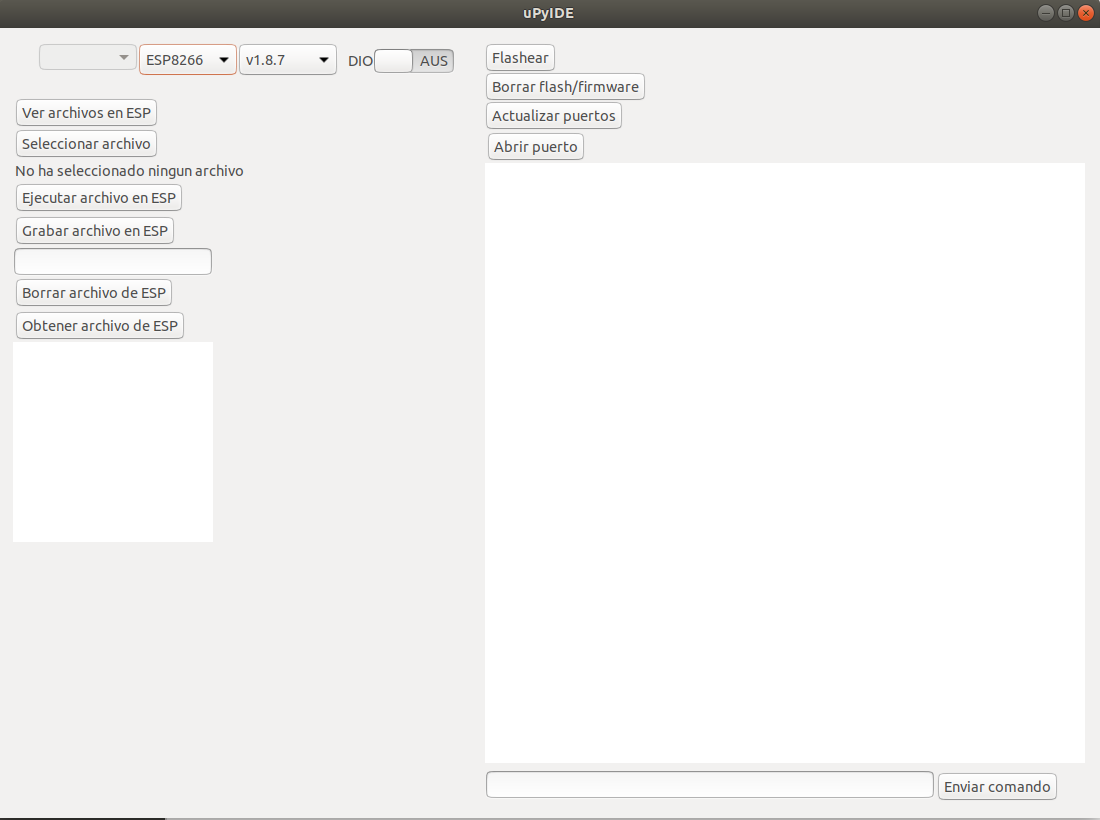 uPyIDE
ESP8266 v1.8.7 DIO AUS
Ver archivos en ESP
Seleccionar archivo
No ha seleccionado ningun archivo
Ejecutar archivo en ESP
Grabar archivo en ESP
Borrar archivo de ESP
Obtener archivo de ESP
Flashear
Borrar flash/firmware
Actualizar puertos
Abrir puerto
Enviar comando